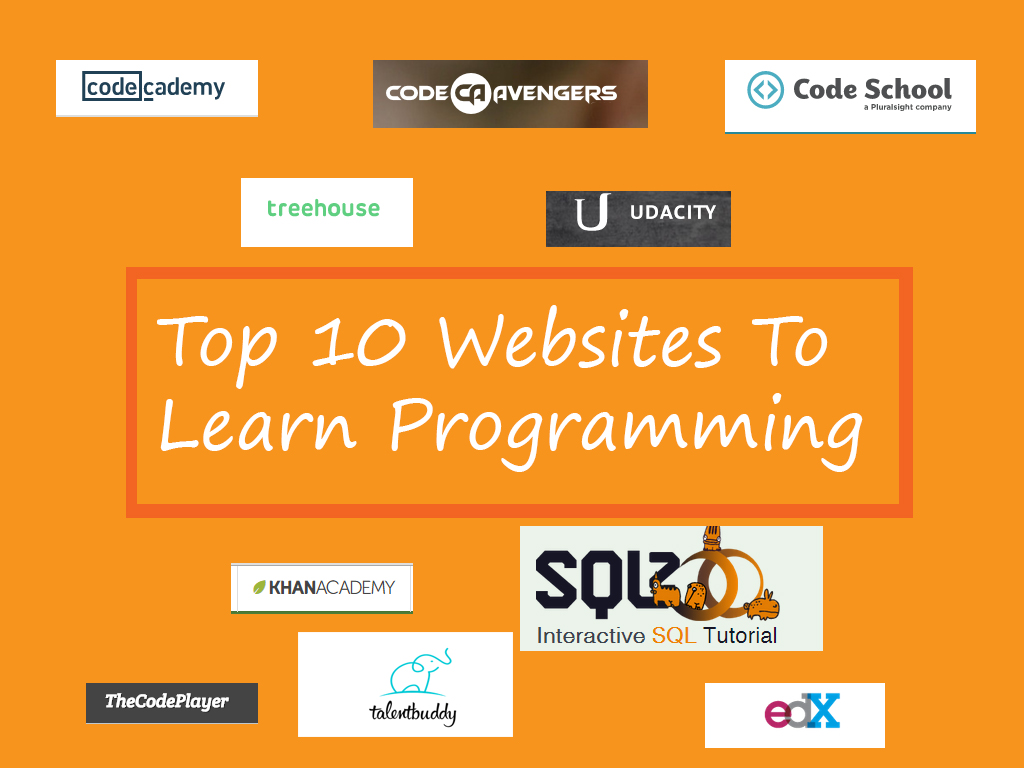 codecademy
CODE CA AVENGERS
Code School
a Pluralsight company
treehouse
U UDACITY
Top 10 Websites To
Learn Programming
KHANACADEMY
SQLZOO
Interactive SQL Tutorial
talentbuddy
TheCodePlayer
edX